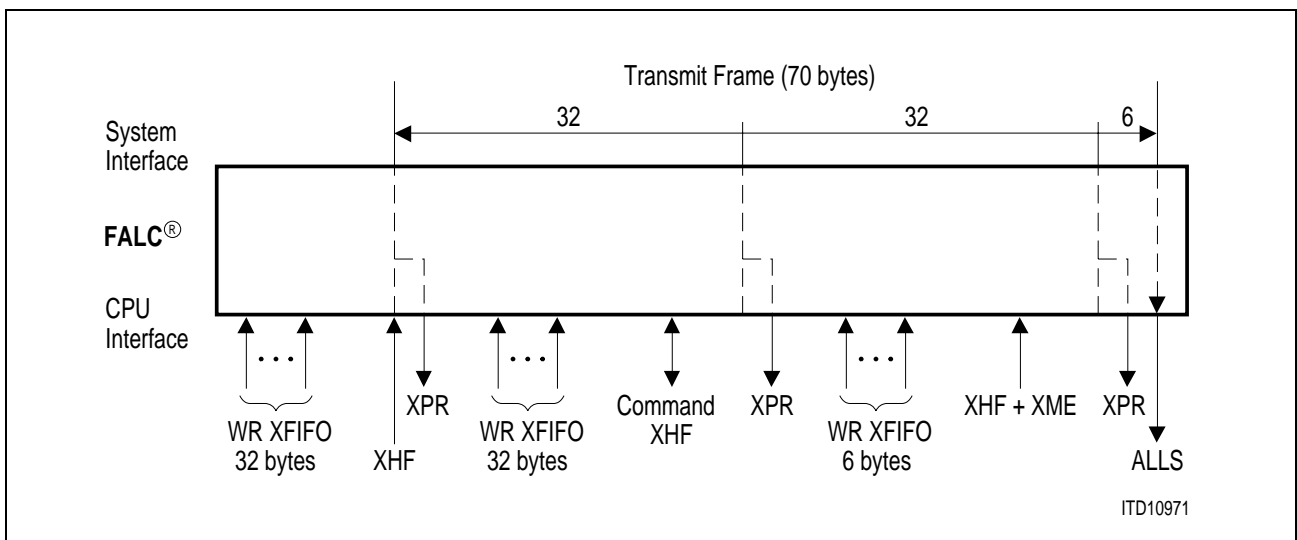 Transmit Frame (70 bytes)
32 32 6
System
Interface
FALC®
CPU
Interface
XPR Command XPR XHF + XME XPR
WR XFIFO WR XFIFO XHF WR XFIFO
32 bytes XHF 32 bytes 6 bytes ALLS
ITD10971